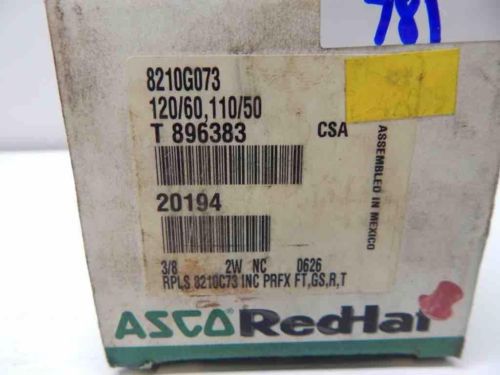 787
8210G073
120/60,110/50
T 896383 CSA
ASSEMBLED IN MEXICO
20194
3/8 2W NC 0626
RPLS 8210C73 INC PRFX FT,GS,R,T
ASCO RedHat